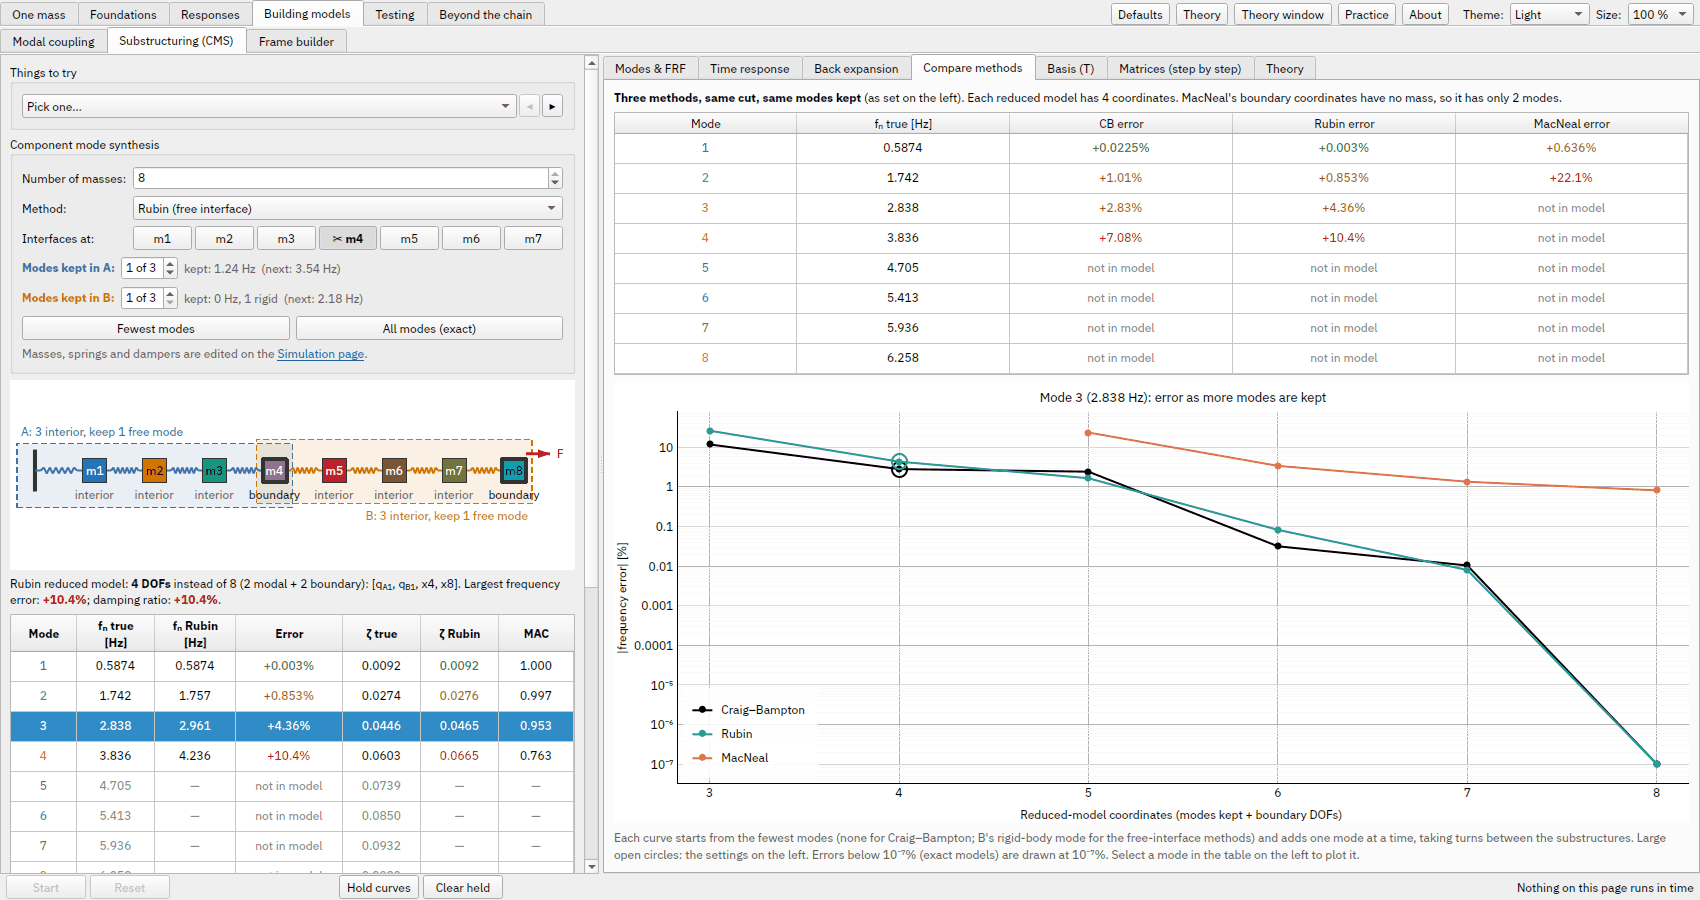 One mass Foundations Responses Building models Testing Beyond the chain Defaults Theory Theory window Practice About Theme: Light Size: 100 %
Modal coupling Substructuring (CMS) Frame builder
Things to try
Pick one...
Component mode synthesis
Number of masses: 8
Method: Rubin (free interface)
Interfaces at: m1 m2 m3 ✂ m4 m5 m6 m7
Modes kept in A: 1 of 3 kept: 1.24 Hz (next: 3.54 Hz)
Modes kept in B: 1 of 3 kept: 0 Hz, 1 rigid (next: 2.18 Hz)
Fewest modes All modes (exact)
Masses, springs and dampers are edited on the Simulation page.
A: 3 interior, keep 1 free mode
m1 m2 m3 m4 m5 m6 m7 m8 F
interior interior interior boundary interior interior interior boundary
B: 3 interior, keep 1 free mode
Rubin reduced model: 4 DOFs instead of 8 (2 modal + 2 boundary): [qA1, qB1, x4, x8]. Largest frequency
error: +10.4%; damping ratio: +10.4%.
Mode fₙ true [Hz] fₙ Rubin [Hz] Error ζ true ζ Rubin MAC
1 0.5874 0.5874 +0.003% 0.0092 0.0092 1.000
2 1.742 1.757 +0.853% 0.0274 0.0276 0.997
3 2.838 2.961 +4.36% 0.0446 0.0465 0.953
4 3.836 4.236 +10.4% 0.0603 0.0665 0.763
5 4.705 — not in model 0.0739 — —
6 5.413 — not in model 0.0850 — —
7 5.936 — not in model 0.0932 — —
Modes & FRF Time response Back expansion Compare methods Basis (T) Matrices (step by step) Theory
Three methods, same cut, same modes kept (as set on the left). Each reduced model has 4 coordinates. MacNeal's boundary coordinates have no mass, so it has only 2 modes.
Mode fₙ true [Hz] CB error Rubin error MacNeal error
1 0.5874 +0.0225% +0.003% +0.636%
2 1.742 +1.01% +0.853% +22.1%
3 2.838 +2.83% +4.36% not in model
4 3.836 +7.08% +10.4% not in model
5 4.705 not in model not in model not in model
6 5.413 not in model not in model not in model
7 5.936 not in model not in model not in model
8 6.258 not in model not in model not in model
Mode 3 (2.838 Hz): error as more modes are kept
|frequency error| [%]
10
1
0.1
0.01
0.001
0.0001
10⁻⁵
10⁻⁶
10⁻⁷
Craig–Bampton
Rubin
MacNeal
3 4 5 6 7 8
Reduced-model coordinates (modes kept + boundary DOFs)
Each curve starts from the fewest modes (none for Craig–Bampton; B's rigid-body mode for the free-interface methods) and adds one mode at a time, taking turns between the substructures. Large
open circles: the settings on the left. Errors below 10⁻⁷% (exact models) are drawn at 10⁻⁷%. Select a mode in the table on the left to plot it.
Start Reset Hold curves Clear held Nothing on this page runs in time